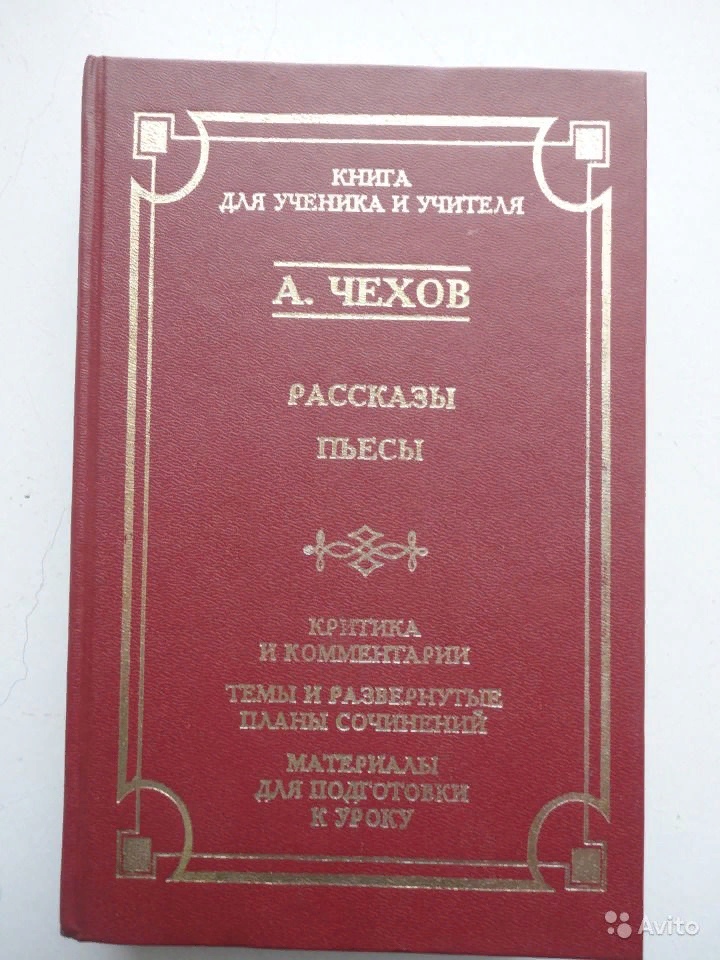 КНИГА
ДЛЯ УЧЕНИКА И УЧИТЕЛЯ
А. ЧЕХОВ
РАССКАЗЫ
ПЬЕСЫ
КРИТИКА
И КОММЕНТАРИИ
ТЕМЫ И РАЗВЕРНУТЫЕ
ПЛАНЫ СОЧИНЕНИЙ
МАТЕРИАЛЫ
ДЛЯ ПОДГОТОВКИ
К УРОКУ
Avito